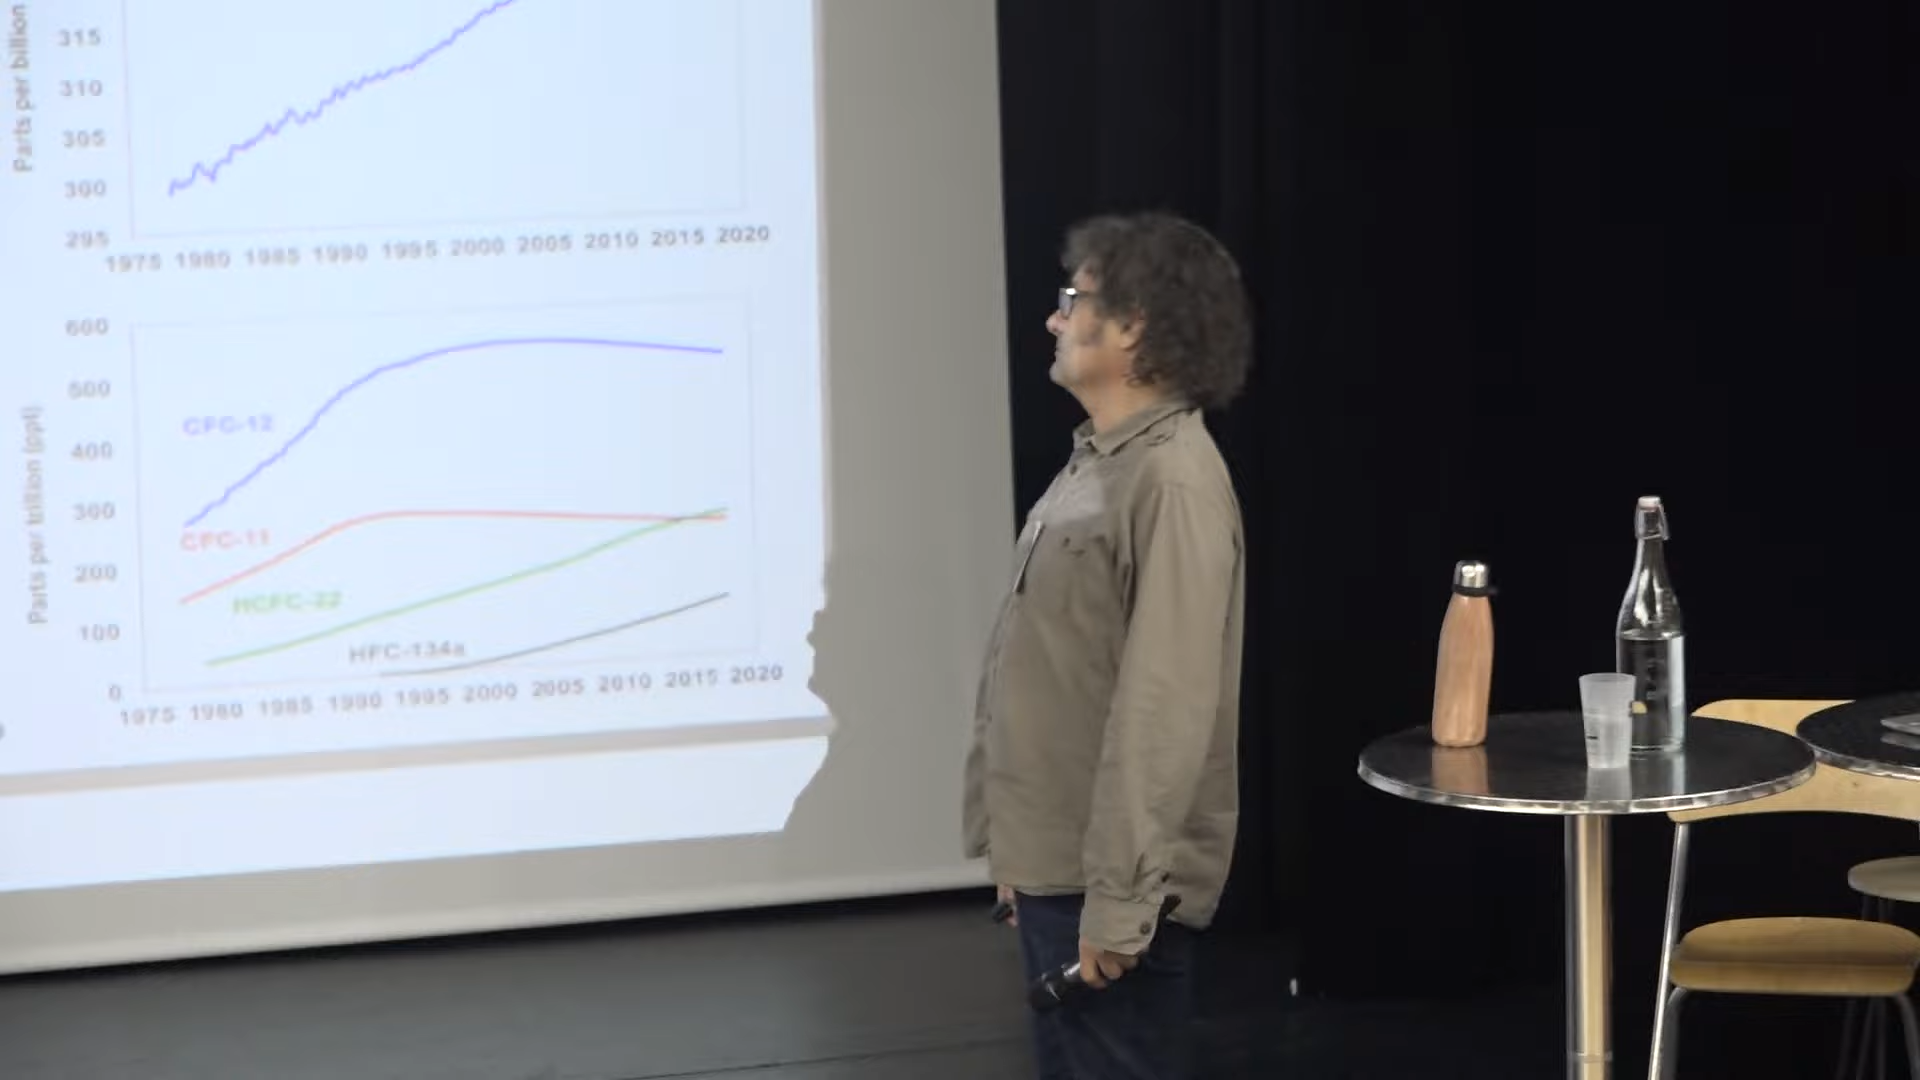 Parts per billion
315
310
305
300
295
1975 1980 1985 1990 1995 2000 2005 2010 2015 2020
Parts per trillion (ppt)
600
500
400
300
200
100
0
CFC-12
CFC-11
HCFC-22
HFC-134a
1975 1980 1985 1990 1995 2000 2005 2010 2015 2020